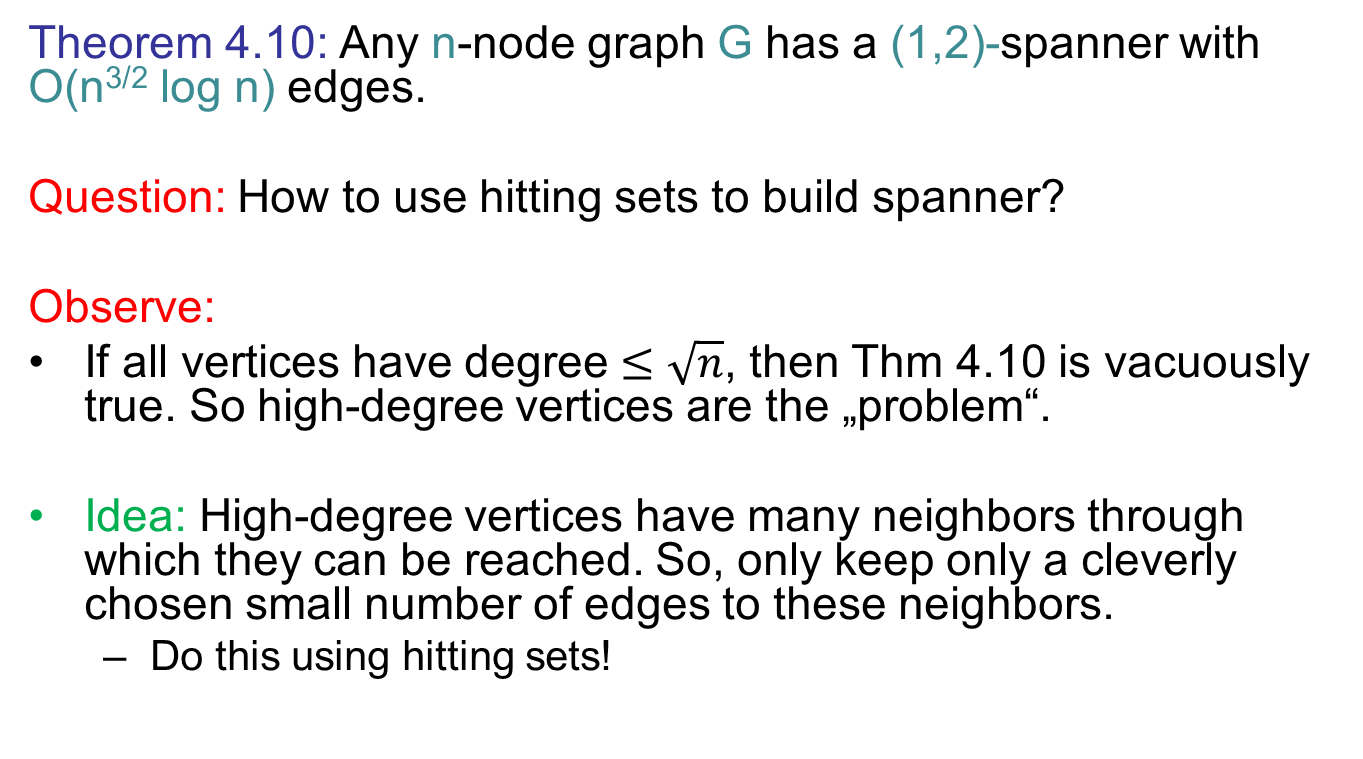 Theorem 4.10: Any n-node graph G has a (1,2)-spanner with
O(n^3/2 log n) edges.
Question: How to use hitting sets to build spanner?
Observe:
• If all vertices have degree ≤ √n, then Thm 4.10 is vacuously
true. So high-degree vertices are the „problem“.
• Idea: High-degree vertices have many neighbors through
which they can be reached. So, only keep only a cleverly
chosen small number of edges to these neighbors.
– Do this using hitting sets!